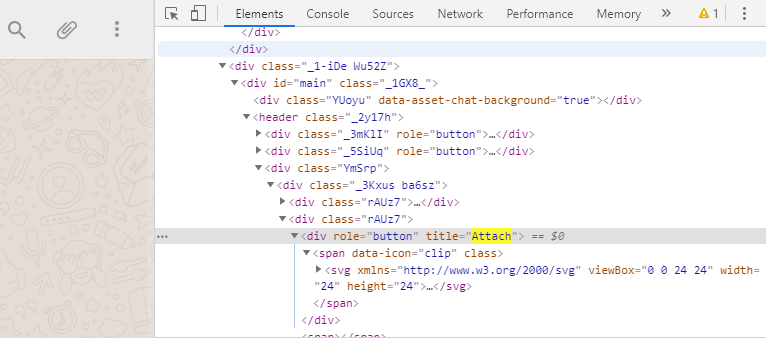 Elements Console Sources Network Performance Memory » 1
</div>
</div>
<div class="_1-iDe Wu52Z">
<div id="main" class="_1GX8_">
<div class="YUoyu" data-asset-chat-background="true"></div>
<header class="_2y17h">
<div class="_3mKlI" role="button">…</div>
<div class="_5SiUq" role="button">…</div>
<div class="YmSrp">
<div class="_3Kxus ba6sz">
<div class="rAUz7">…</div>
<div class="rAUz7">
… <div role="button" title="Attach"> == $0
<span data-icon="clip" class>
<svg xmlns="http://www.w3.org/2000/svg" viewBox="0 0 24 24" width=
"24" height="24">…</svg>
</span>
</div>
<span></span>